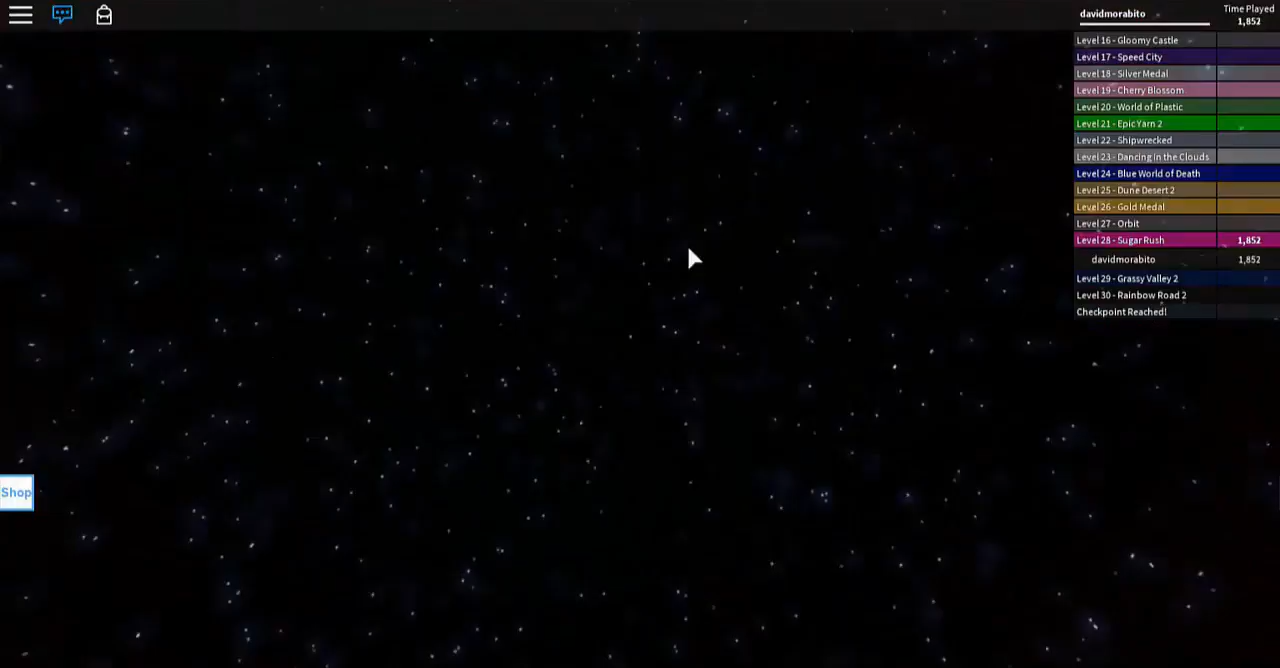 davidmorabito
Time Played
1,852
Level 16 - Gloomy Castle
Level 17 - Speed City
Level 18 - Silver Medal
Level 19 - Cherry Blossom
Level 20 - World of Plastic
Level 21 - Epic Yarn 2
Level 22 - Shipwrecked
Level 23 - Dancing in the Clouds
Level 24 - Blue World of Death
Level 25 - Dune Desert 2
Level 26 - Gold Medal
Level 27 - Orbit
Level 28 - Sugar Rush 1,852
davidmorabito 1,852
Level 29 - Grassy Valley 2
Level 30 - Rainbow Road 2
Checkpoint Reached!
Shop